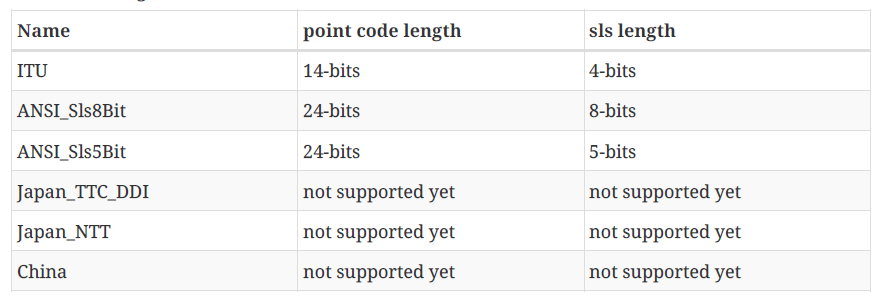 Name point code length sls length
ITU 14-bits 4-bits
ANSI_Sls8Bit 24-bits 8-bits
ANSI_Sls5Bit 24-bits 5-bits
Japan_TTC_DDI not supported yet not supported yet
Japan_NTT not supported yet not supported yet
China not supported yet not supported yet